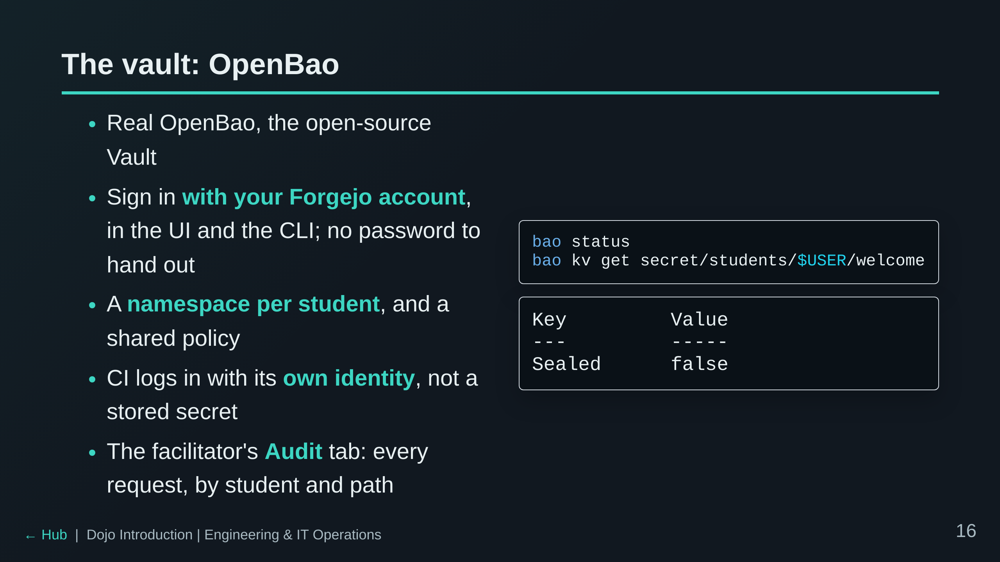 The vault: OpenBao
• Real OpenBao, the open-source
Vault
• Sign in with your Forgejo account,
in the UI and the CLI; no password to
hand out
• A namespace per student, and a
shared policy
• CI logs in with its own identity, not a
stored secret
• The facilitator's Audit tab: every
request, by student and path
bao status
bao kv get secret/students/$USER/welcome
Key Value
--- -----
Sealed false
← Hub | Dojo Introduction | Engineering & IT Operations
16